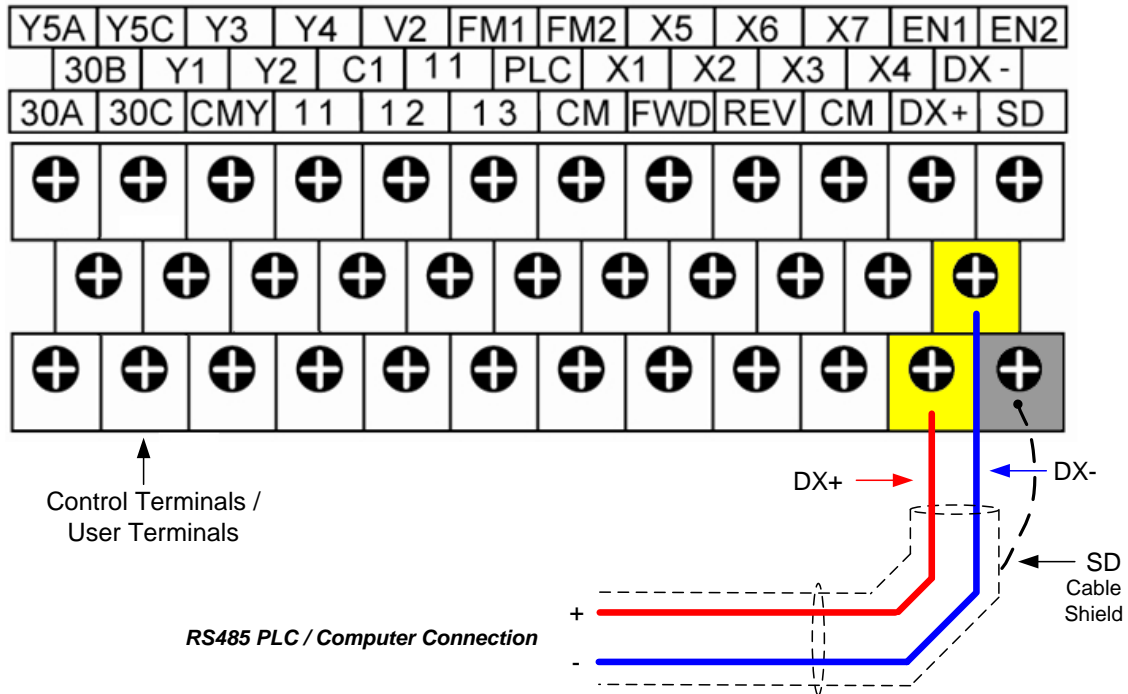 Y5A Y5C Y3 Y4 V2 FM1 FM2 X5 X6 X7 EN1 EN2
30B Y1 Y2 C1 11 PLC X1 X2 X3 X4 DX -
30A 30C CMY 11 12 13 CM FWD REV CM DX+ SD
Control Terminals /
User Terminals
DX+
DX-
SD
Cable
Shield
+
RS485 PLC / Computer Connection
-